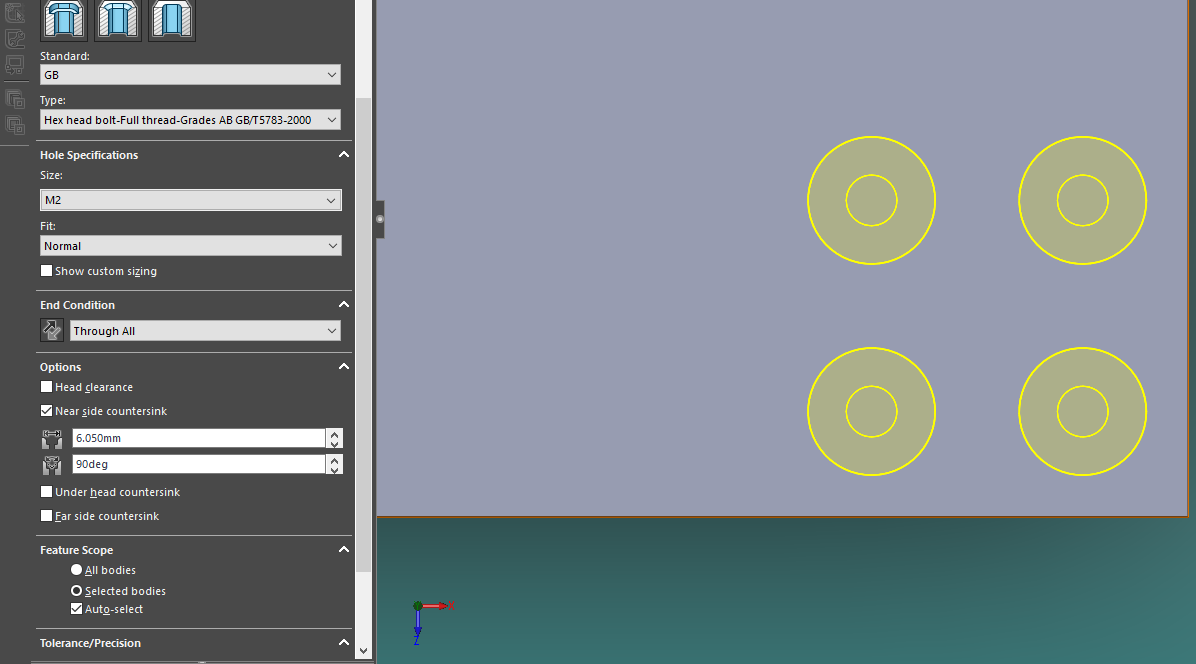 Standard:
GB
Type:
Hex head bolt-Full thread-Grades AB GB/T5783-2000
Hole Specifications
Size:
M2
Fit:
Normal
Show custom sizing
End Condition
Through All
Options
Head clearance
Near side countersink
6.050mm
90deg
Under head countersink
Far side countersink
Feature Scope
All bodies
Selected bodies
Auto-select
Tolerance/Precision
X
Z